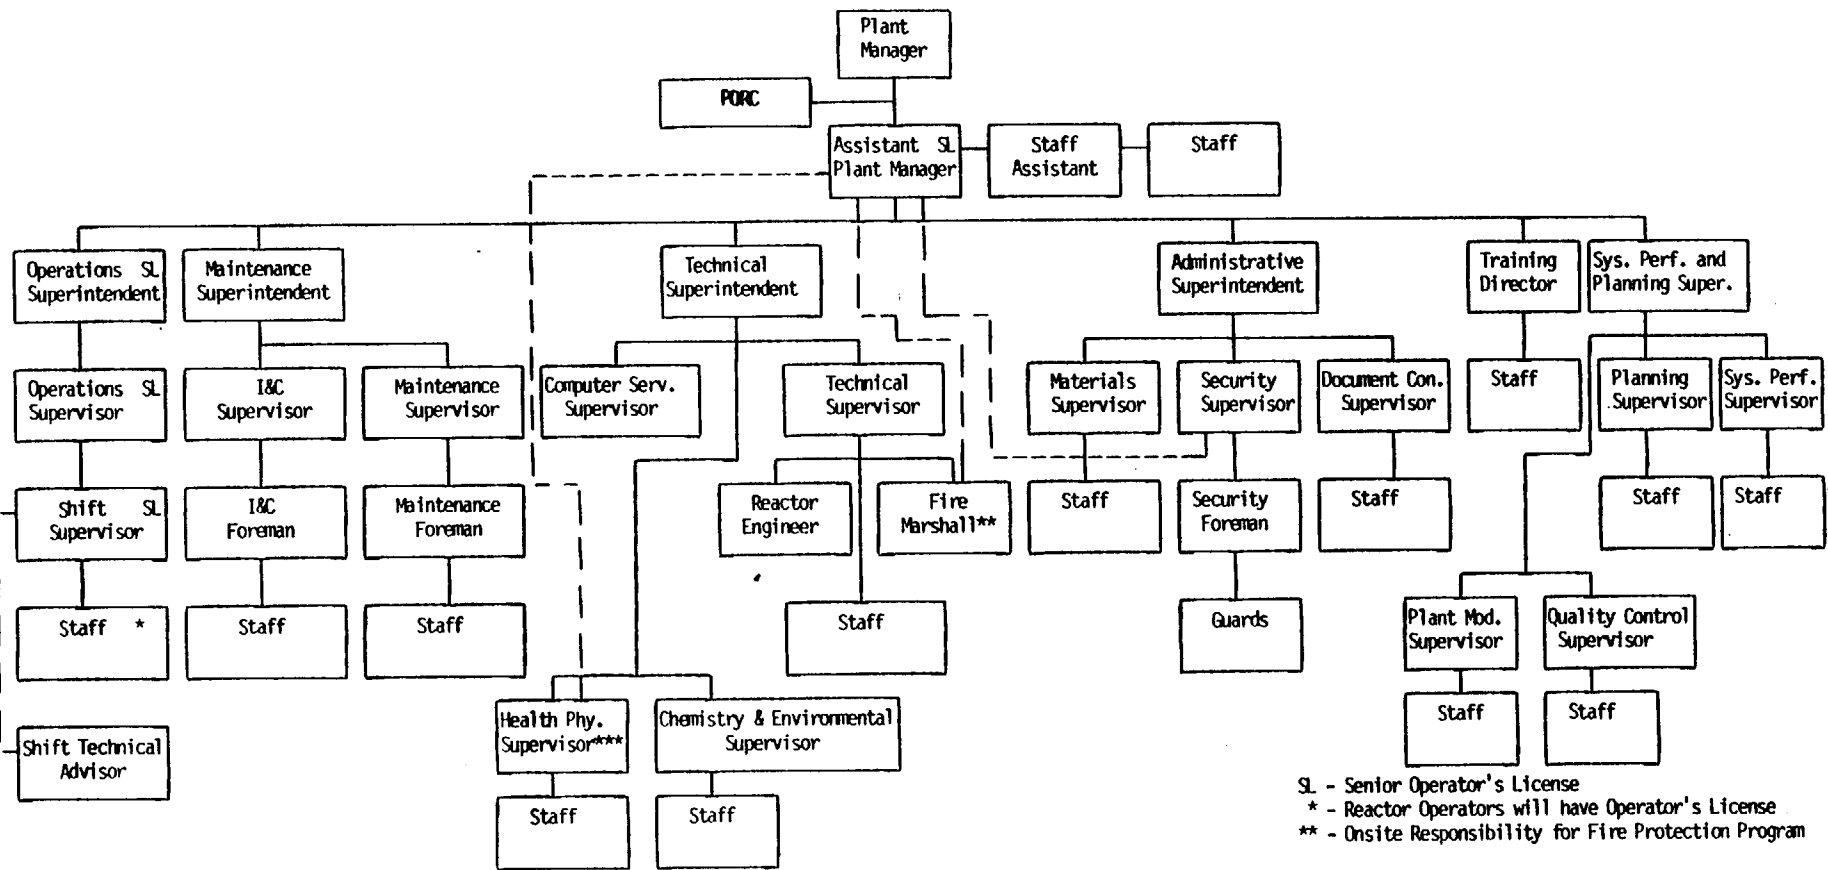 Plant
Manager
PORC
Assistant SL
Plant Manager
Staff
Assistant
Staff
Operations SL
Superintendent
Maintenance
Superintendent
Technical
Superintendent
Administrative
Superintendent
Training
Director
Sys. Perf. and
Planning Super.
Operations SL
Supervisor
I&C
Supervisor
Maintenance
Supervisor
Computer Serv.
Supervisor
Technical
Supervisor
Materials
Supervisor
Security
Supervisor
Document Con.
Supervisor
Staff
Planning
Supervisor
Sys. Perf.
Supervisor
Shift SL
Supervisor
I&C
Foreman
Maintenance
Foreman
Reactor
Engineer
Fire
Marshall**
Staff
Security
Foreman
Staff
Staff
Staff
Staff *
Staff
Staff
Staff
Guards
Plant Mod.
Supervisor
Quality Control
Supervisor
Shift Technical
Advisor
Health Phy.
Supervisor***
Chemistry & Environmental
Supervisor
Staff
Staff
Staff
Staff
SL - Senior Operator's License
* - Reactor Operators will have Operator's License
** - Onsite Responsibility for Fire Protection Program